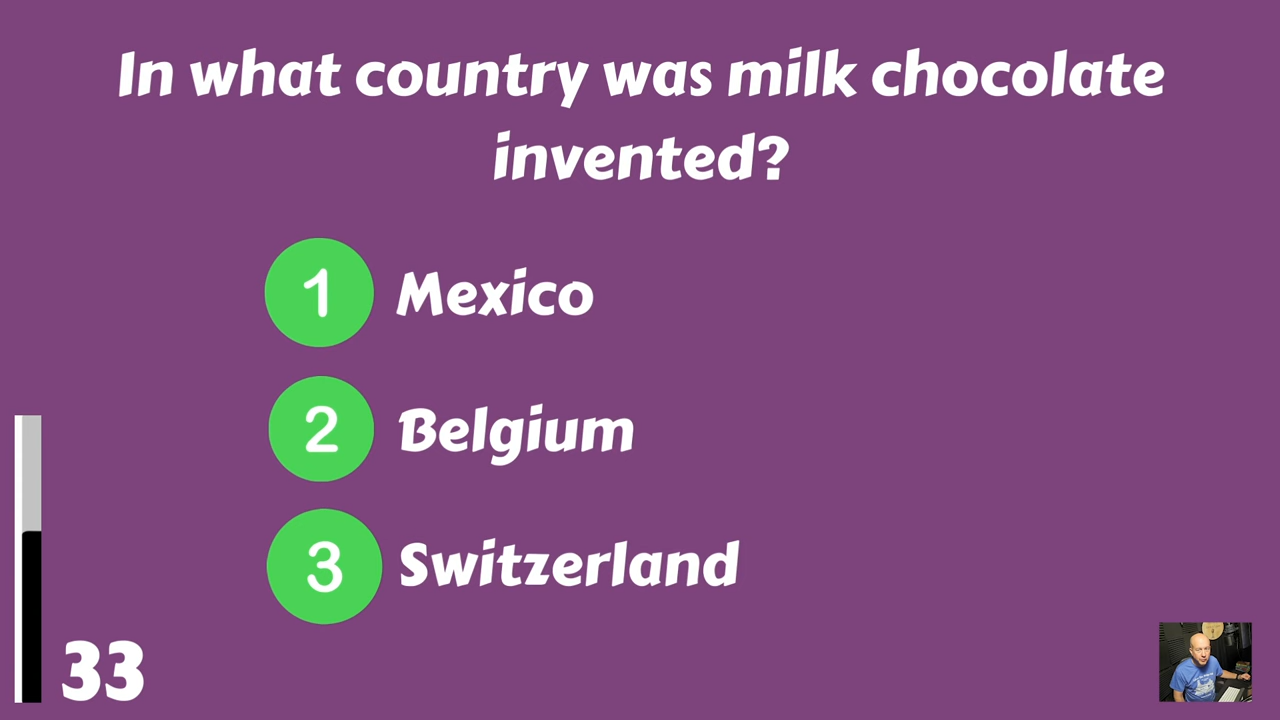 In what country was milk chocolate
invented?
1 Mexico
2 Belgium
3 Switzerland
33